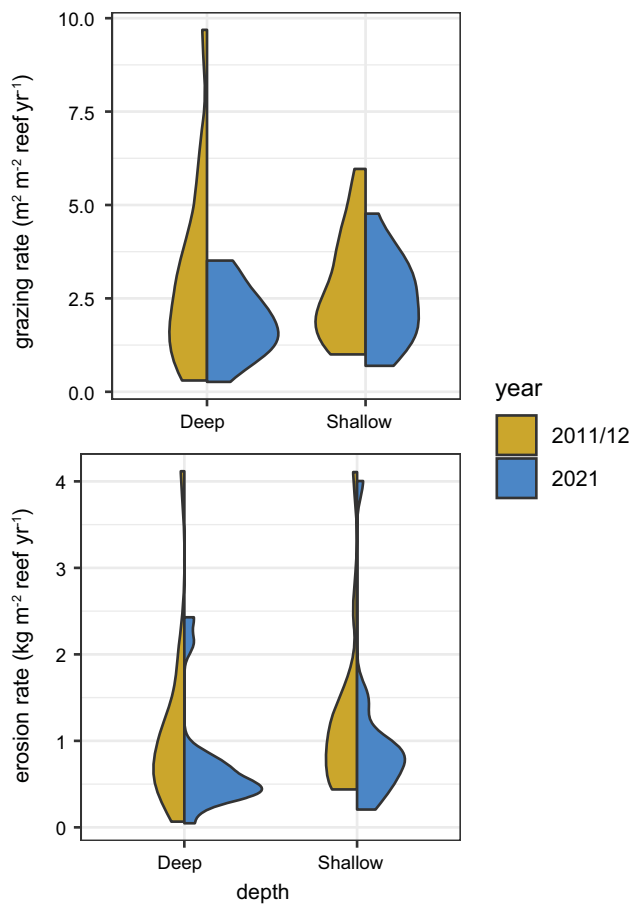 grazing rate (m² m⁻² reef yr⁻¹)
10.0
7.5
5.0
2.5
0.0
Deep Shallow
year
2011/12
2021
erosion rate (kg m⁻² reef yr⁻¹)
4
3
2
1
0
Deep Shallow
depth